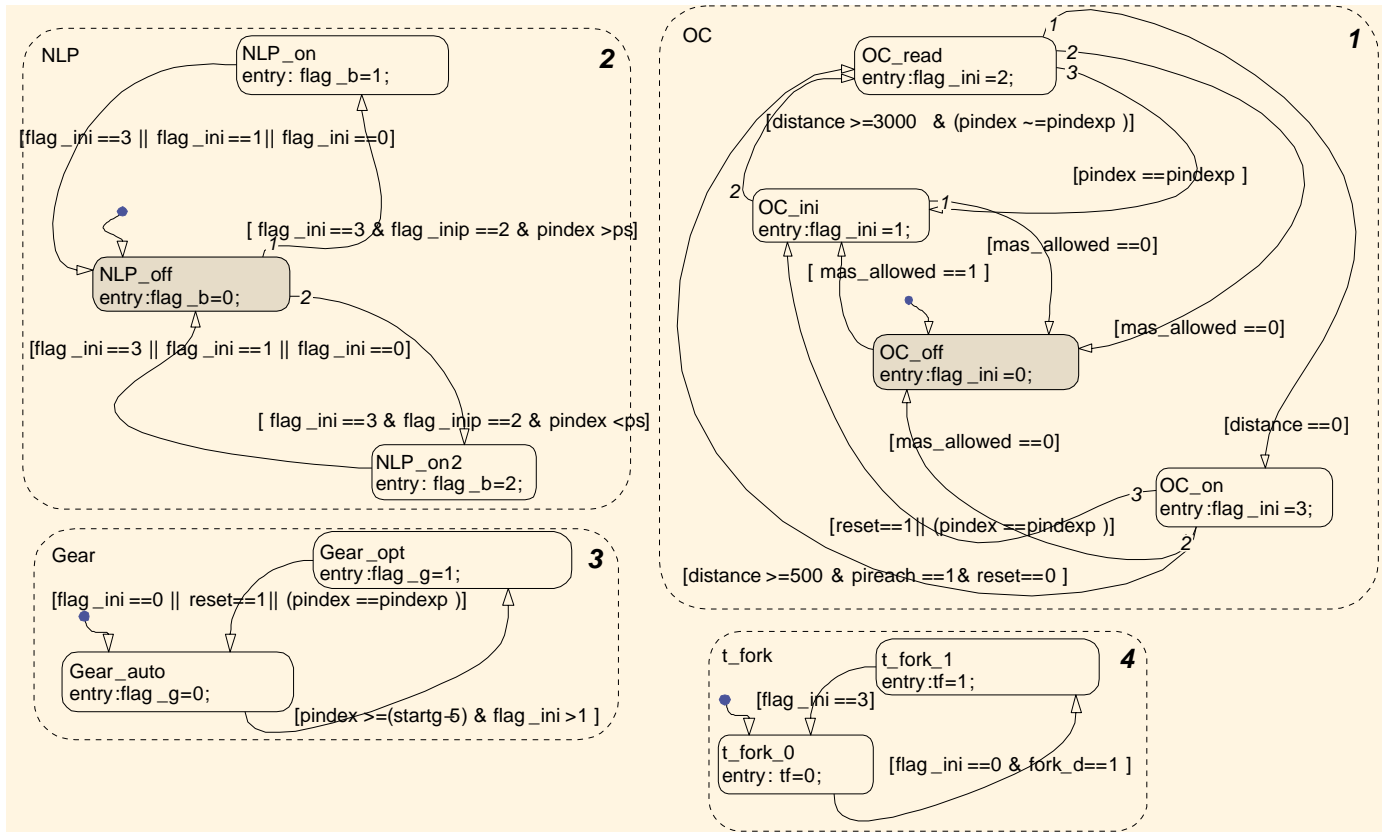 NLP
2
NLP_on
entry: flag_b=1;
[flag_ini==3 || flag_ini==1|| flag_ini==0]
[ flag_ini==3 & flag_inip==2 & pindex >ps]
1
NLP_off
entry:flag_b=0;
2
[flag_ini==3 || flag_ini==1 || flag_ini==0]
[ flag_ini==3 & flag_inip==2 & pindex <ps]
NLP_on2
entry: flag_b=2;
OC
1
OC_read
entry:flag_ini=2;
1
2
3
[distance >=3000 & (pindex ~=pindexp )]
[pindex ==pindexp ]
2
OC_ini
entry:flag_ini=1;
1
[mas_allowed ==0]
[ mas_allowed ==1 ]
[mas_allowed ==0]
OC_off
entry:flag_ini=0;
[mas_allowed ==0]
[distance ==0]
OC_on
entry:flag_ini=3;
3
2
[reset==1|| (pindex ==pindexp )]
[distance >=500 & pireach ==1& reset==0 ]
Gear
3
Gear_opt
entry:flag_g=1;
[flag_ini==0 || reset==1|| (pindex ==pindexp )]
Gear_auto
entry:flag_g=0;
[pindex >=(startg-5) & flag_ini>1 ]
t_fork
4
t_fork_1
entry:tf=1;
[flag_ini==3]
t_fork_0
entry: tf=0;
[flag_ini==0 & fork_d==1 ]